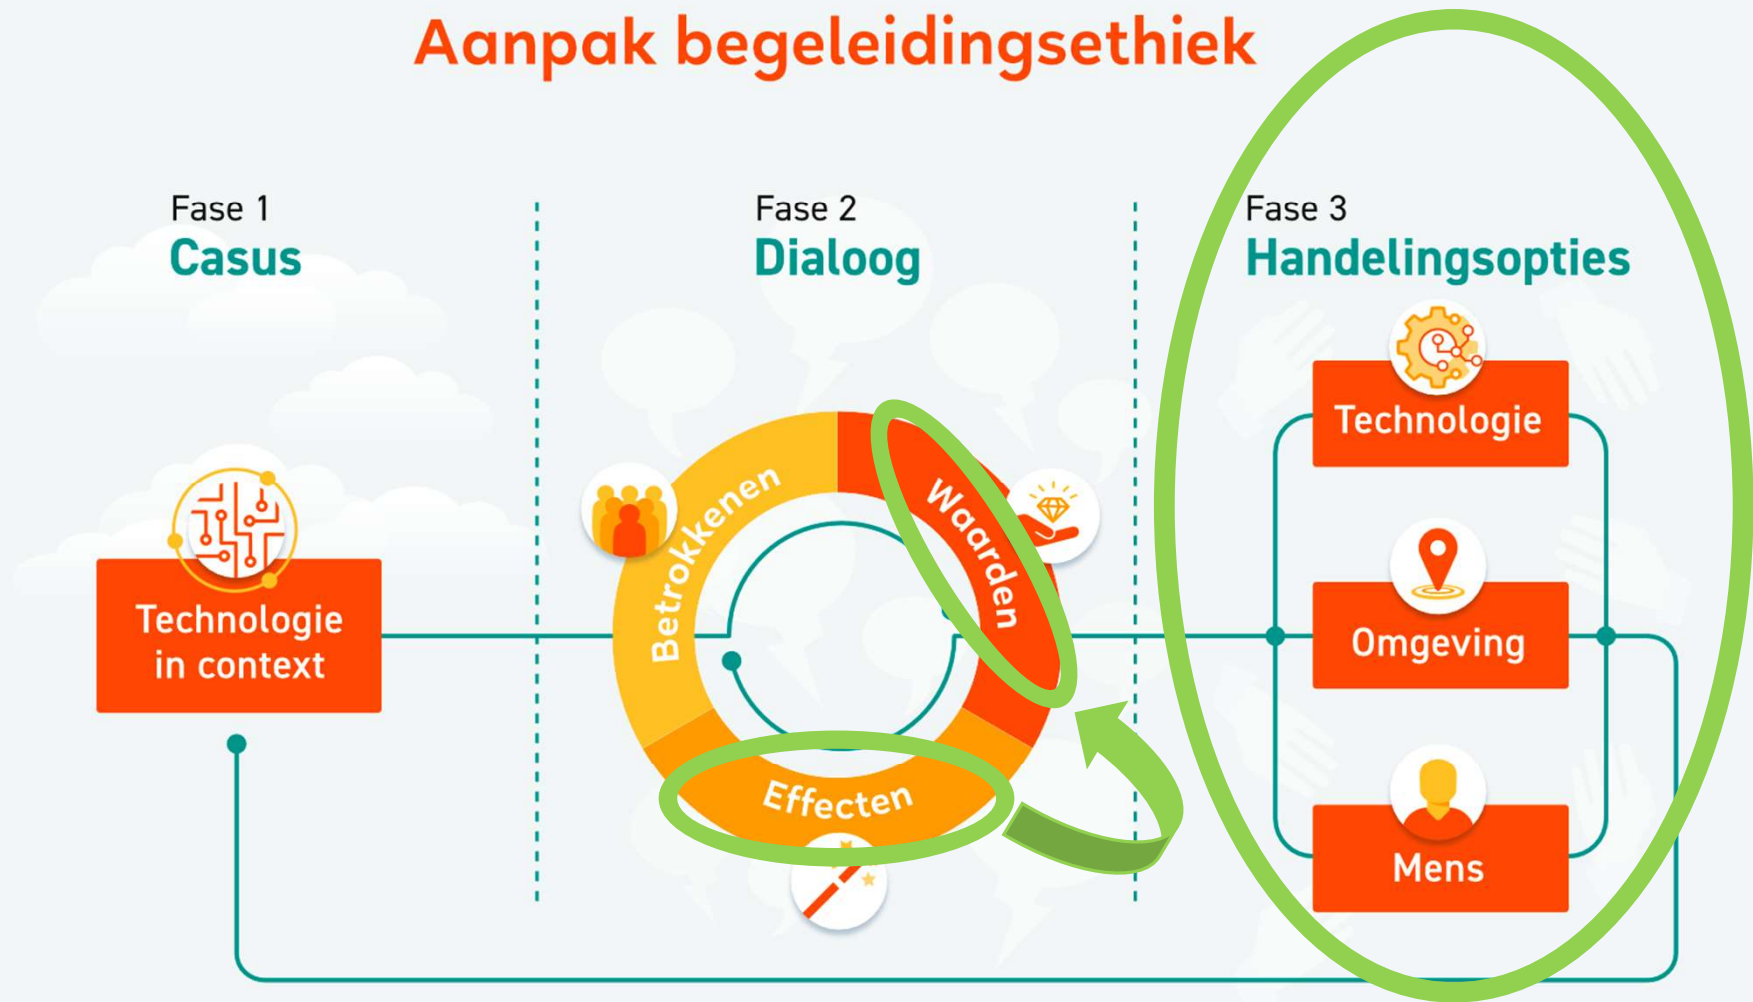 Aanpak begeleidingsethiek
Fase 1
Casus
Technologie
in context
Fase 2
Dialoog
Betrokkenen
Waarden
Effecten
Fase 3
Handelingsopties
Technologie
Omgeving
Mens